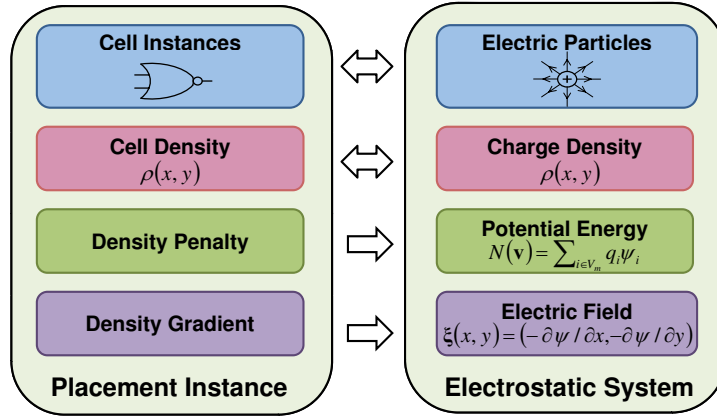 Cell Instances
Electric Particles
+
Cell Density
ρ(x, y)
Charge Density
ρ(x, y)
Density Penalty
Potential Energy
N(v) = ∑i∈Vm qiψi
Density Gradient
Electric Field
ξ(x, y) = (−∂ψ / ∂x,−∂ψ / ∂y)
Placement Instance
Electrostatic System